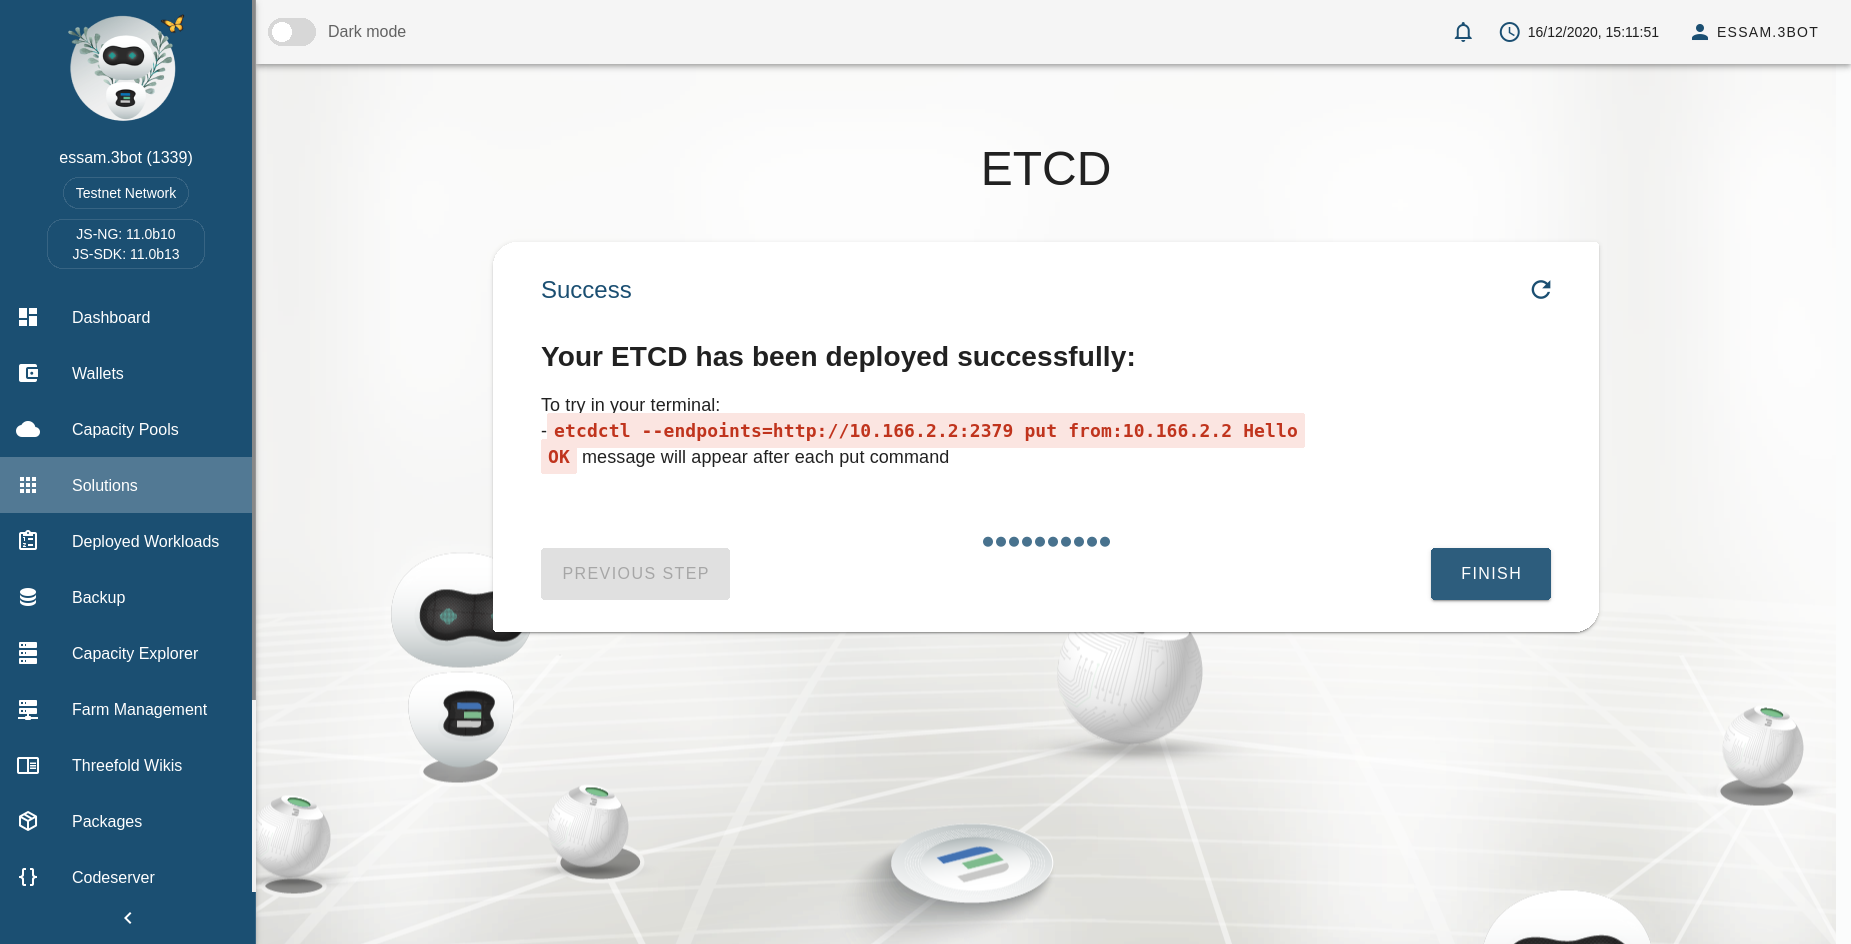 Dark mode
16/12/2020, 15:11:51
ESSAM.3BOT
essam.3bot (1339)
Testnet Network
JS-NG: 11.0b10
JS-SDK: 11.0b13
Dashboard
Wallets
Capacity Pools
Solutions
Deployed Workloads
Backup
Capacity Explorer
Farm Management
Threefold Wikis
Packages
Codeserver
ETCD
Success
Your ETCD has been deployed successfully:
To try in your terminal:
- etcdctl --endpoints=http://10.166.2.2:2379 put from:10.166.2.2 Hello
OK message will appear after each put command
PREVIOUS STEP
FINISH